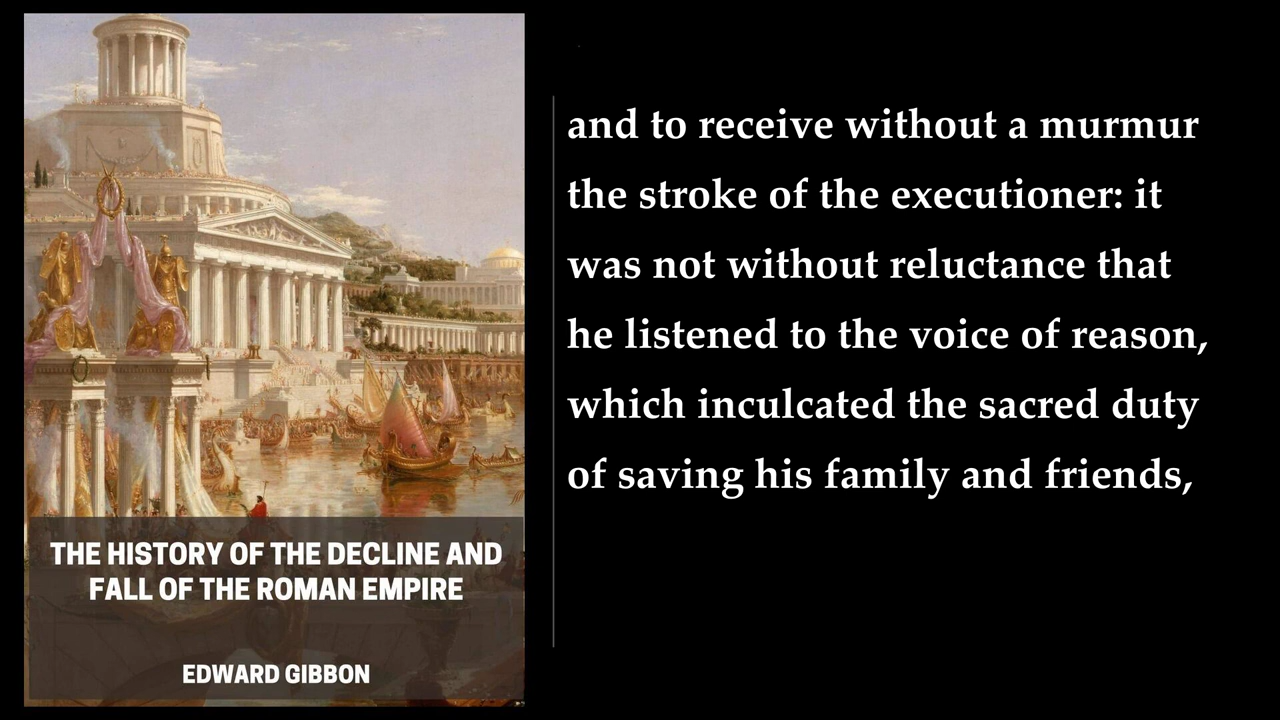 THE HISTORY OF THE DECLINE AND
FALL OF THE ROMAN EMPIRE
EDWARD GIBBON
and to receive without a murmur
the stroke of the executioner: it
was not without reluctance that
he listened to the voice of reason,
which inculcated the sacred duty
of saving his family and friends,